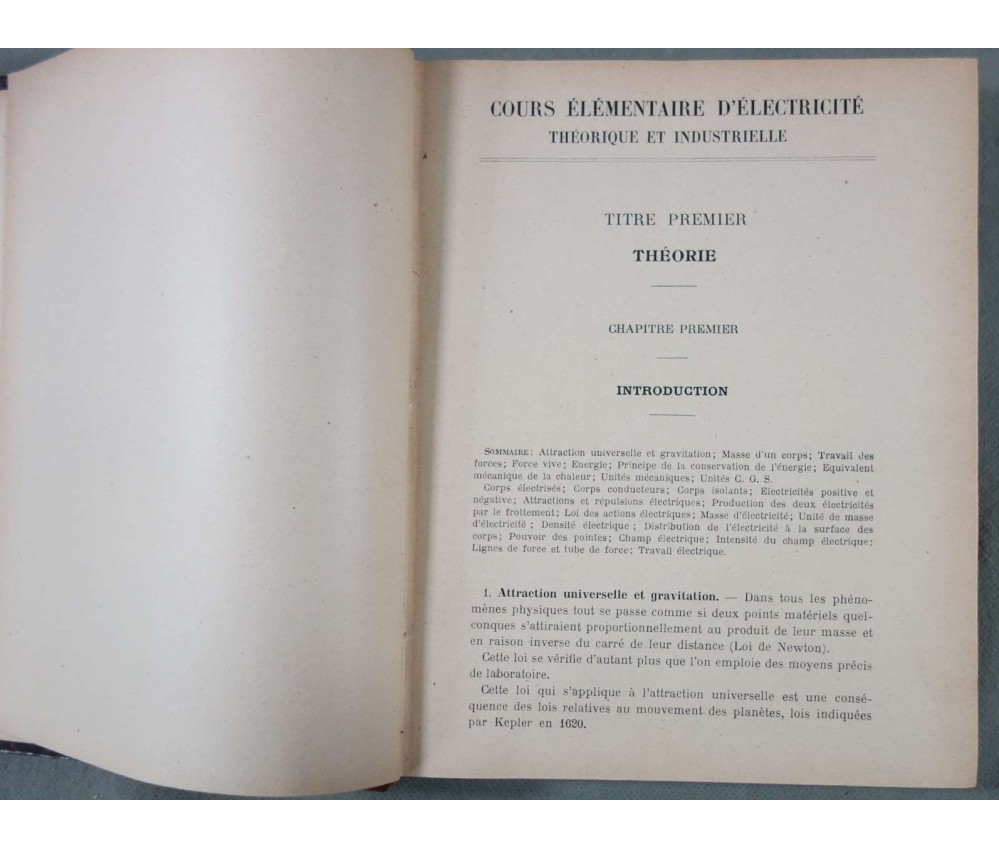 COURS ÉLÉMENTAIRE D'ÉLECTRICITÉ
THÉORIQUE ET INDUSTRIELLE
TITRE PREMIER
THÉORIE
CHAPITRE PREMIER
INTRODUCTION
SOMMAIRE: Attraction universelle et gravitation; Masse d'un corps; Travail des
forces; Force vive; Energie; Principe de la conservation de l'énergie; Equivalent
mécanique de la chaleur; Unités mécaniques; Unités C. G. S.
Corps électrisés; Corps conducteurs; Corps isolants; Electricités positive et
négative; Attractions et répulsions électriques; Production des deux électricités
par le frottement; Loi des actions électriques; Masse d'électricité; Unité de masse
d'électricité; Densité électrique; Distribution de l'électricité à la surface des
corps; Pouvoir des pointes; Champ électrique; Intensité du champ électrique;
Lignes de force et tube de force; Travail électrique.
1. Attraction universelle et gravitation. — Dans tous les phéno-
mènes physiques tout se passe comme si deux points matériels quel-
conques s'attiraient proportionnellement au produit de leur masse et
en raison inverse du carré de leur distance (Loi de Newton).
Cette loi se vérifie d'autant plus que l'on emploie des moyens précis
de laboratoire.
Cette loi qui s'applique à l'attraction universelle est une consé-
quence des lois relatives au mouvement des planètes, lois indiquées
par Kepler en 1620.